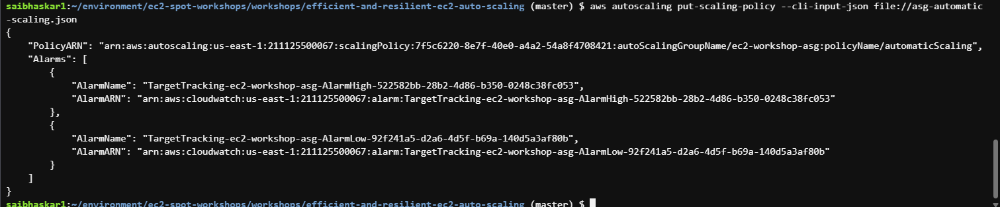 saibhaskar1:~/environment/ec2-spot-workshops/workshops/efficient-and-resilient-ec2-auto-scaling (master) $ aws autoscaling put-scaling-policy --cli-input-json file://asg-automatic
-scaling.json
{
    "PolicyARN": "arn:aws:autoscaling:us-east-1:211125500067:scalingPolicy:7f5c6220-8e7f-40e0-a4a2-54a8f4708421:autoScalingGroupName/ec2-workshop-asg:policyName/automaticScaling",
    "Alarms": [
        {
            "AlarmName": "TargetTracking-ec2-workshop-asg-AlarmHigh-522582bb-28b2-4d86-b350-0248c38fc053",
            "AlarmARN": "arn:aws:cloudwatch:us-east-1:211125500067:alarm:TargetTracking-ec2-workshop-asg-AlarmHigh-522582bb-28b2-4d86-b350-0248c38fc053"
        },
        {
            "AlarmName": "TargetTracking-ec2-workshop-asg-AlarmLow-92f241a5-d2a6-4d5f-b69a-140d5a3af80b",
            "AlarmARN": "arn:aws:cloudwatch:us-east-1:211125500067:alarm:TargetTracking-ec2-workshop-asg-AlarmLow-92f241a5-d2a6-4d5f-b69a-140d5a3af80b"
        }
    ]
}
saibhaskar1:~/environment/ec2-spot-workshops/workshops/efficient-and-resilient-ec2-auto-scaling (master) $